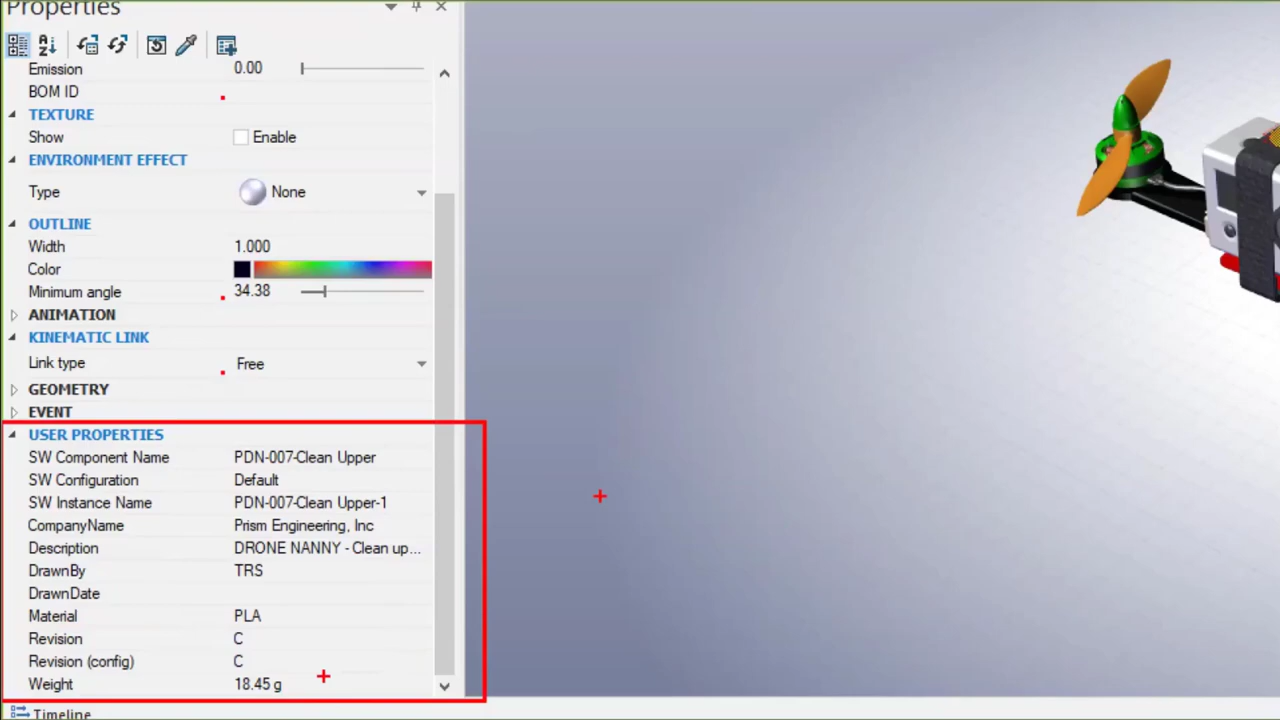 Properties
Emission 0.00
BOM ID
TEXTURE
Show Enable
ENVIRONMENT EFFECT
Type None
OUTLINE
Width 1.000
Color
Minimum angle 34.38
ANIMATION
KINEMATIC LINK
Link type Free
GEOMETRY
EVENT
USER PROPERTIES
SW Component Name PDN-007-Clean Upper
SW Configuration Default
SW Instance Name PDN-007-Clean Upper-1
CompanyName Prism Engineering, Inc
Description DRONE NANNY - Clean up...
DrawnBy TRS
DrawnDate
Material PLA
Revision C
Revision (config) C
Weight 18.45 g
Timeline